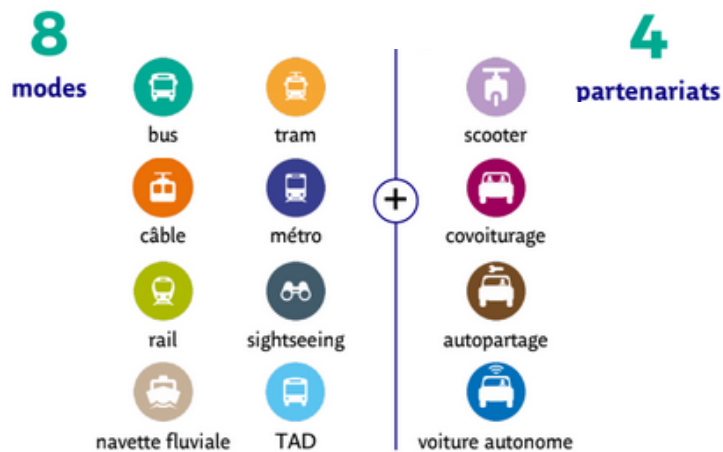 8
modes
4
partenariats
bus
tram
scooter
câble
métro
+
covoiturage
rail
sightseeing
autopartage
navette fluviale
TAD
voiture autonome